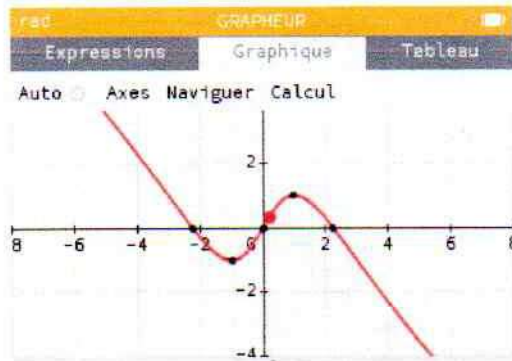 rad GRAPHEUR
Expressions Graphique Tableau
Auto Axes Naviguer Calcul
2
8 -6 -4 -2 0 2 4 6 8
-2
-4